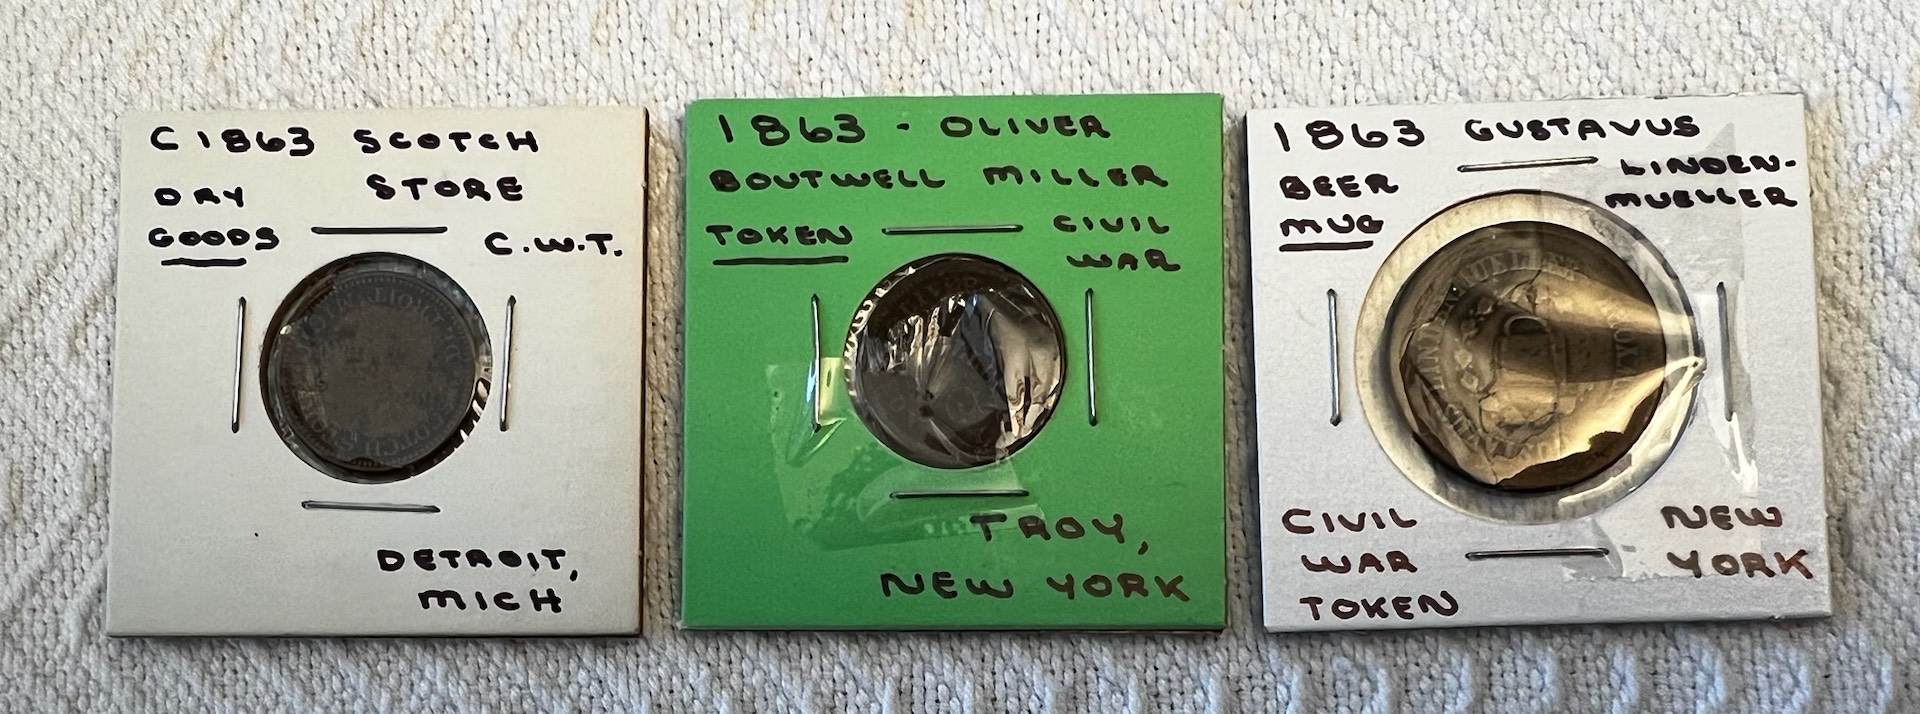 C 1863 SCOTCH
DRY STORE
GOODS C.W.T.
DETROIT,
MICH
1863 - OLIVER
BOUTWELL MILLER
TOKEN CIVIL
WAR
TROY,
NEW YORK
1863 GUSTAVUS
BEER LINDEN-
MUG MUELLER
CIVIL NEW
WAR YORK
TOKEN